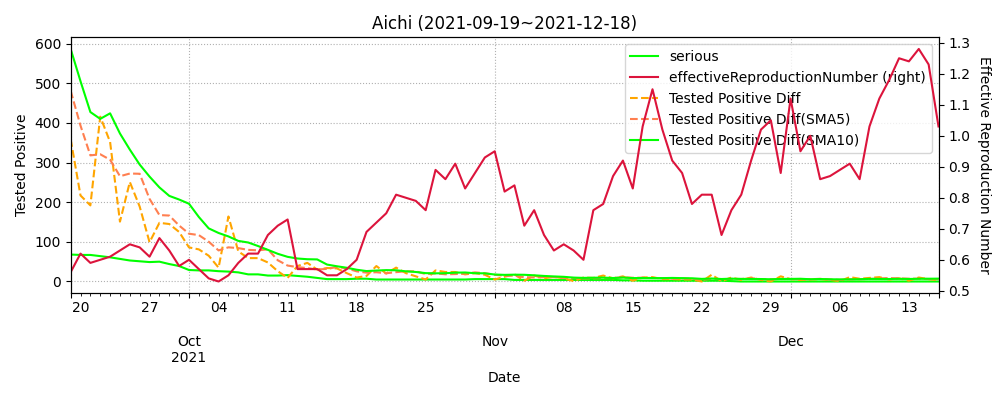 Aichi (2021-09-19~2021-12-18)
600
500
400
300
200
100
0
Tested Positive
1.3
1.2
1.1
1.0
0.9
0.8
0.7
0.6
0.5
Effective Reproduction Number
serious
effectiveReproductionNumber (right)
Tested Positive Diff
Tested Positive Diff(SMA5)
Tested Positive Diff(SMA10)
20 27 04 11 18 25 08 15 22 29 06 13
Oct Nov Dec
2021
Date